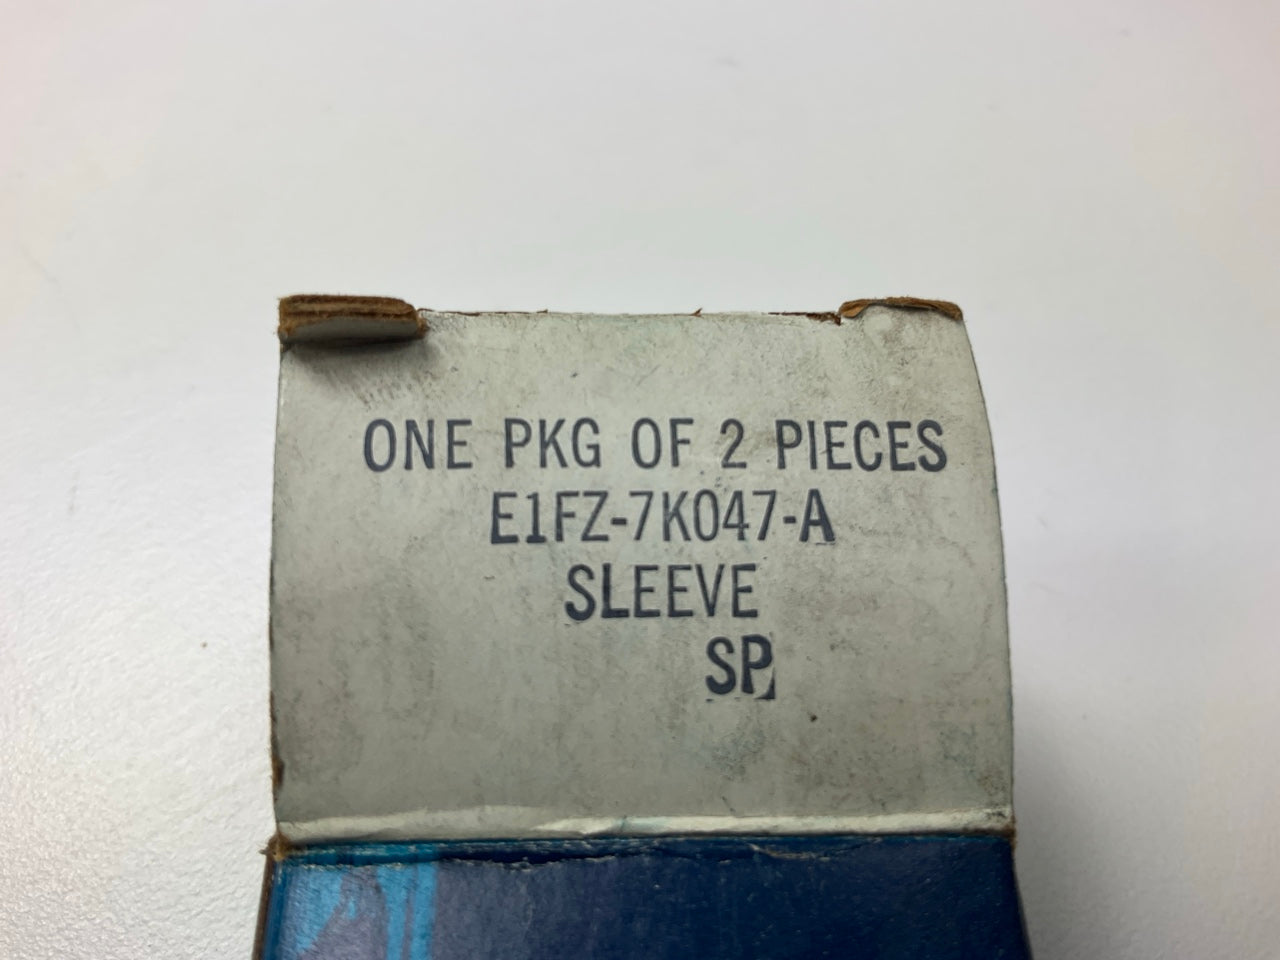 ONE PKG OF 2 PIECES
E1FZ-7K047-A
SLEEVE
SP